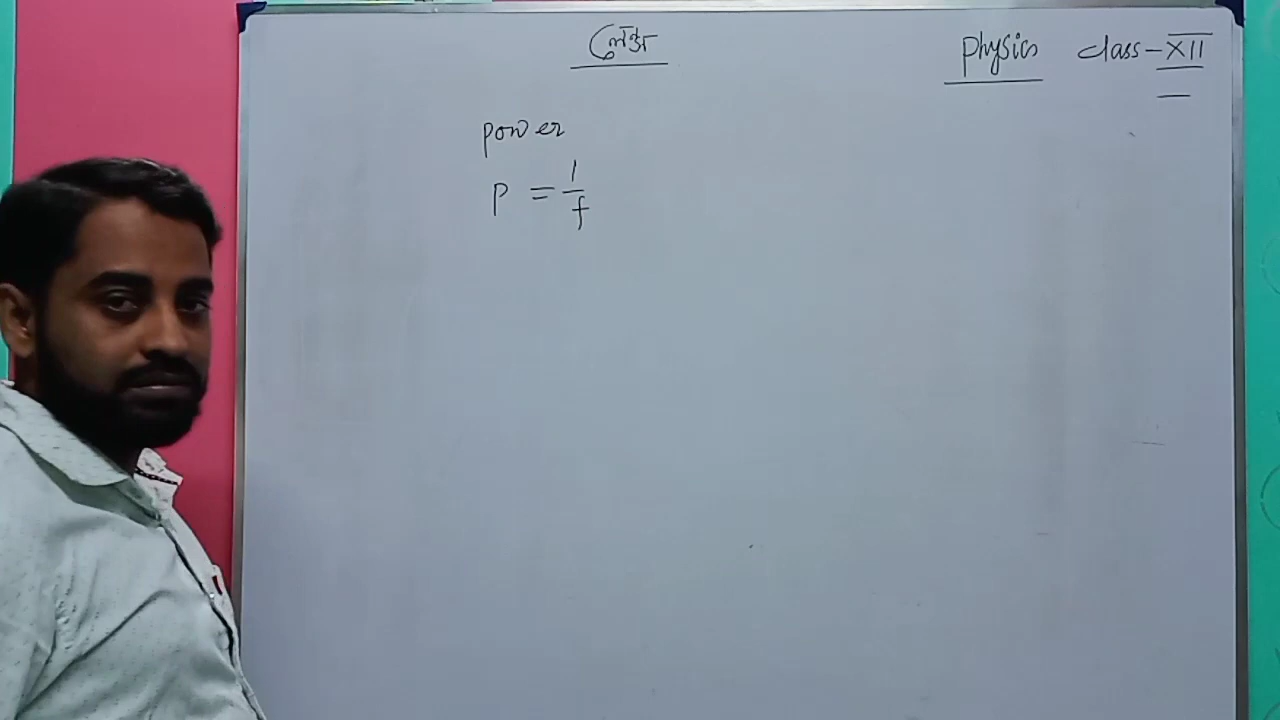 লেন্স
Physics class-XII
power
P = 1/f